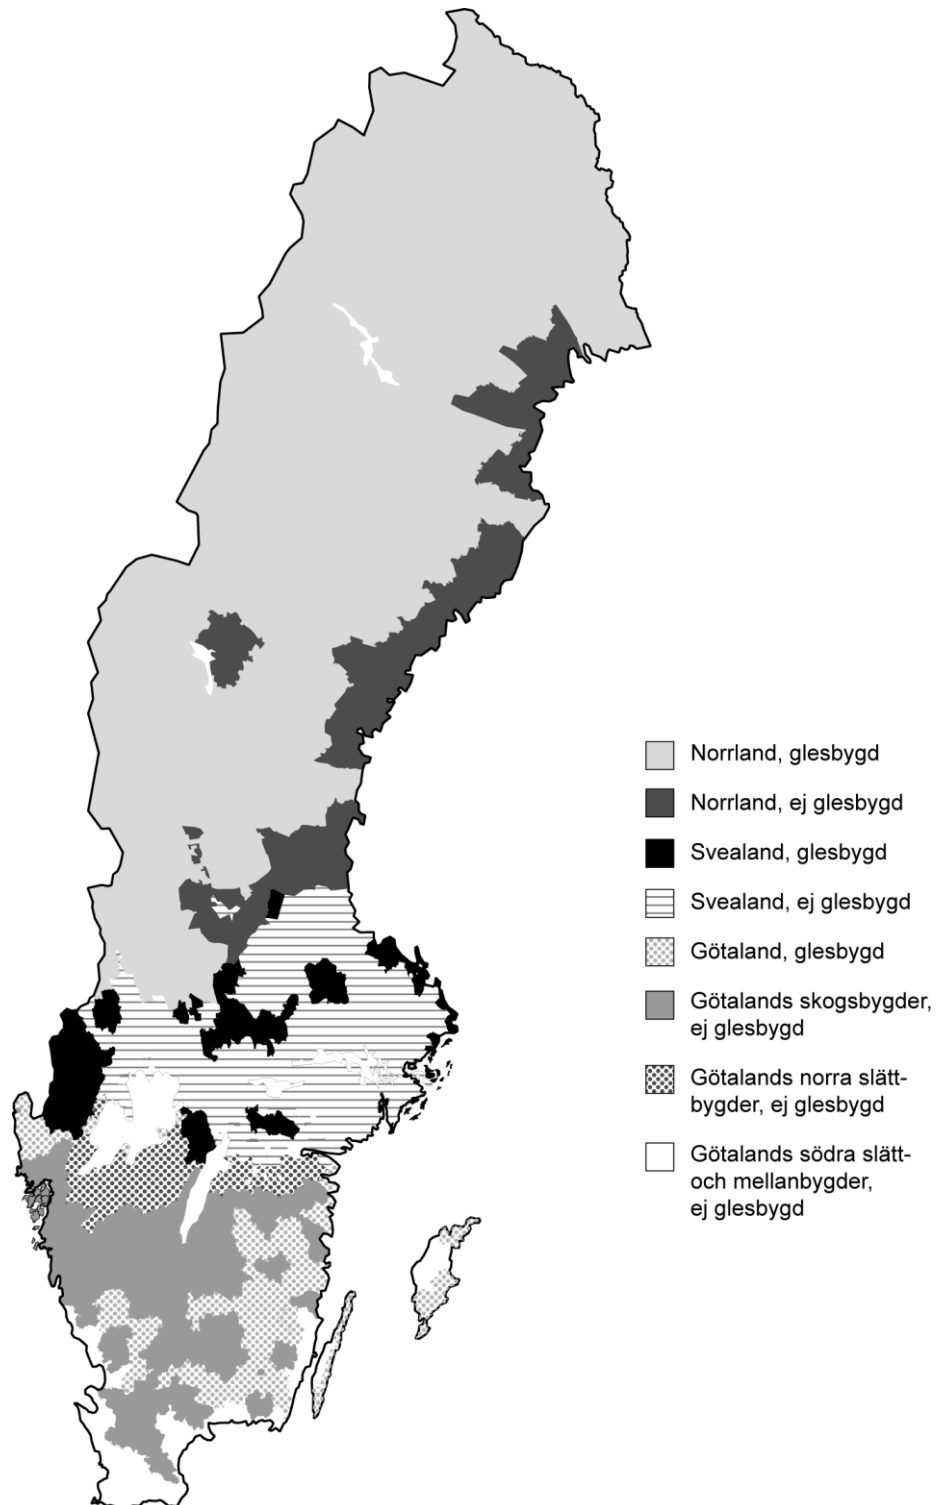 Norrland, glesbygd
Norrland, ej glesbygd
Svealand, glesbygd
Svealand, ej glesbygd
Götaland, glesbygd
Götalands skogsbygder,
ej glesbygd
Götalands norra slätt-
bygder, ej glesbygd
Götalands södra slätt-
och mellanbygder,
ej glesbygd